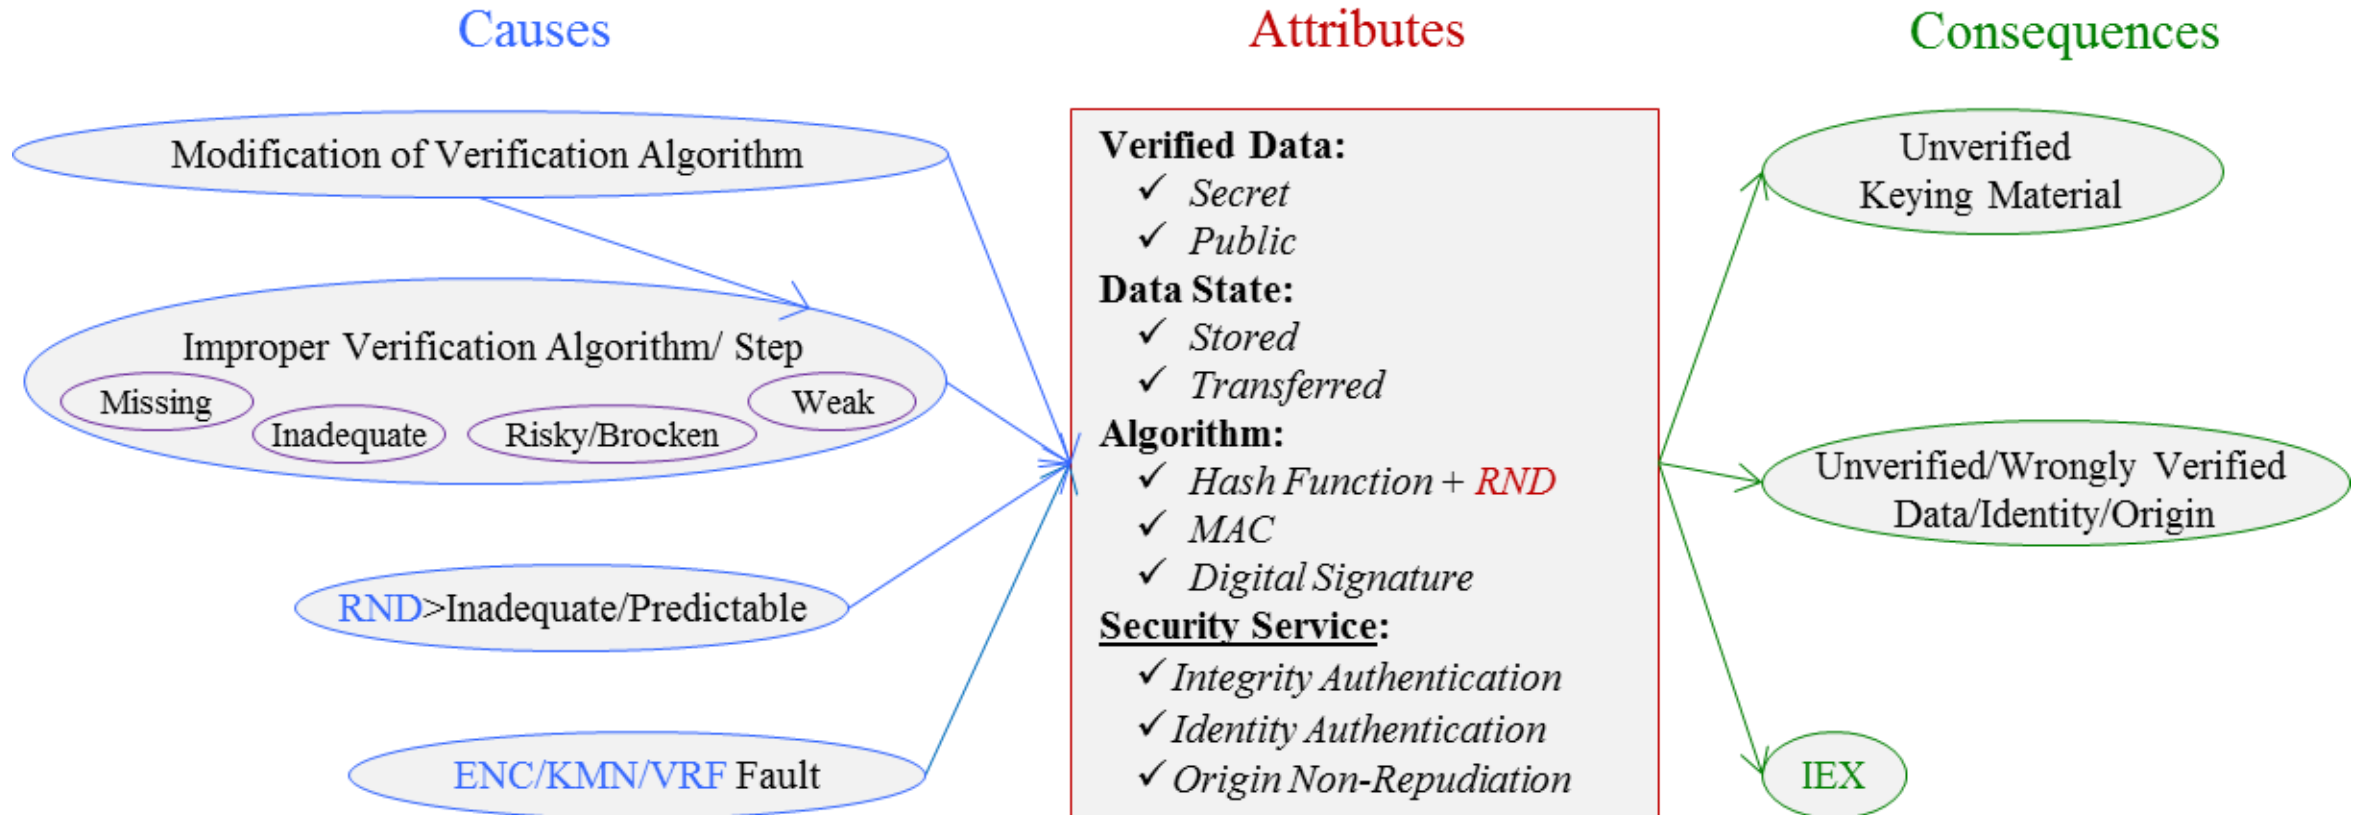 Causes
Attributes
Consequences
Modification of Verification Algorithm
Improper Verification Algorithm/ Step
Missing
Inadequate
Risky/Brocken
Weak
RND>Inadequate/Predictable
ENC/KMN/VRF Fault
Verified Data:
✓ Secret
✓ Public
Data State:
✓ Stored
✓ Transferred
Algorithm:
✓ Hash Function + RND
✓ MAC
✓ Digital Signature
Security Service:
✓ Integrity Authentication
✓ Identity Authentication
✓ Origin Non-Repudiation
Unverified
Keying Material
Unverified/Wrongly Verified
Data/Identity/Origin
IEX